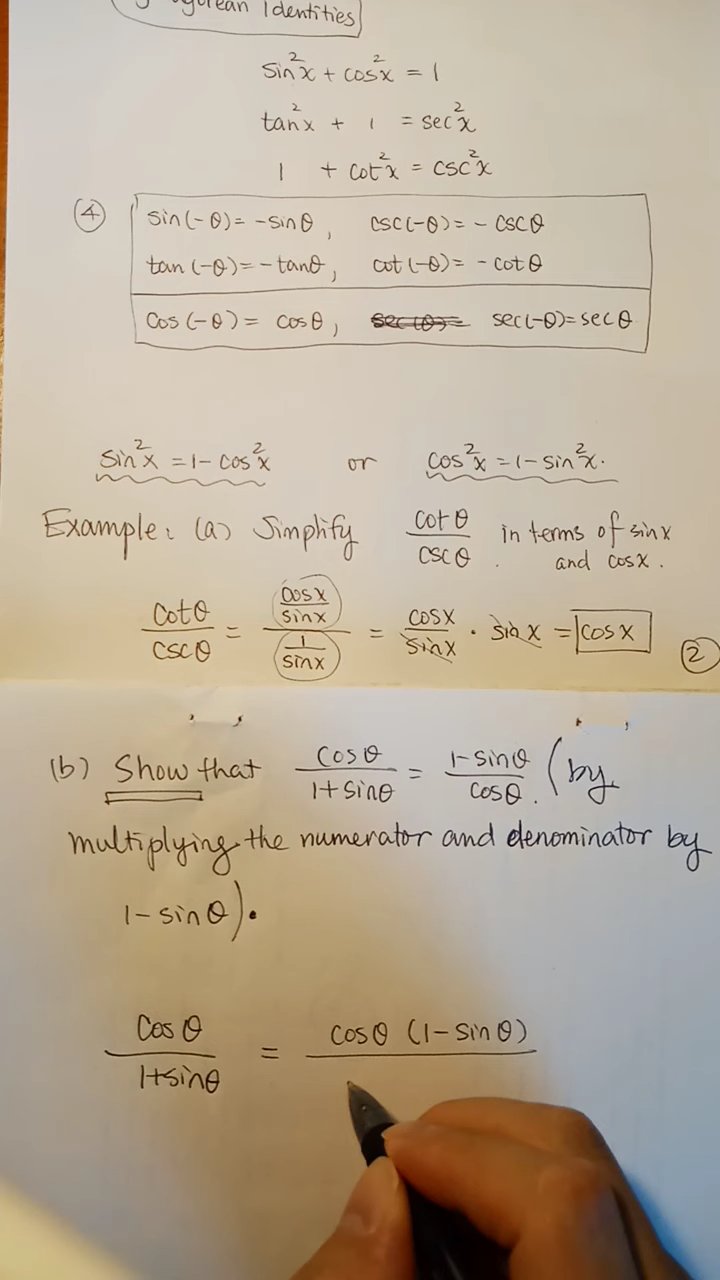 Identities
sin²x + cos²x = 1
tan²x + 1 = sec²x
1 + cot²x = csc²x
④ sin(-θ) = -sinθ, csc(-θ) = - cscθ
tan(-θ) = -tanθ, cot(-θ) = - cotθ
cos(-θ) = cosθ, sec(θ)= sec(-θ)=secθ
sin²x = 1- cos²x or cos²x = 1-sin²x.
Example: (a) Simplify cotθ/cscθ in terms of sinx
and cosx.
cotθ/cscθ = (cosx/sinx)/(1/sinx) = cosx/sinx · sinx = cosx
②
(b) Show that cosθ/(1+sinθ) = (1-sinθ)/cosθ. (by
multiplying the numerator and denominator by
1-sinθ).
cosθ/(1+sinθ) = cosθ (1-sinθ)